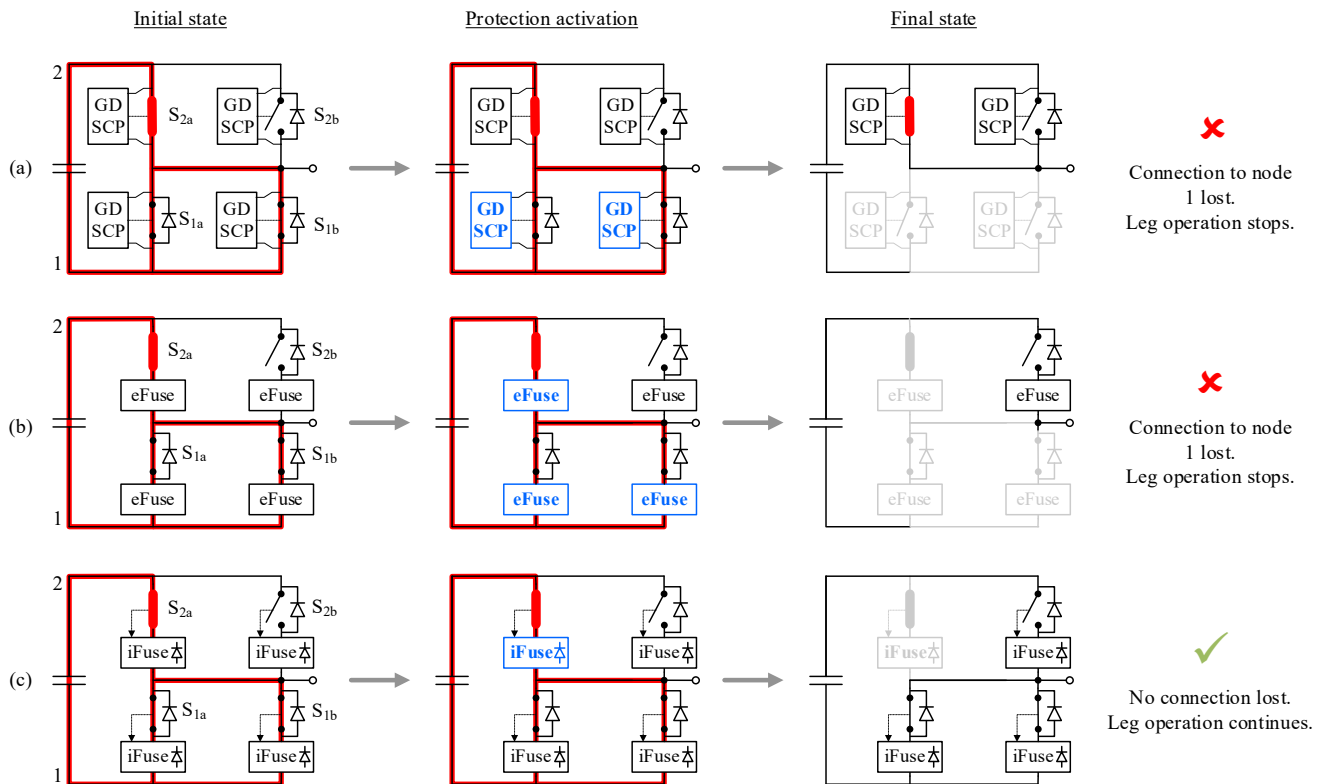 Initial state
Protection activation
Final state
(a)
2
GD
SCP
S2a
GD
SCP
S2b
GD
SCP
S1a
GD
SCP
S1b
1
GD
SCP
GD
SCP
GD
SCP
GD
SCP
GD
SCP
GD
SCP
GD
SCP
GD
SCP
✘
Connection to node
1 lost.
Leg operation stops.
(b)
2
S2a
S2b
eFuse
eFuse
S1a
S1b
eFuse
eFuse
1
eFuse
eFuse
eFuse
eFuse
eFuse
eFuse
eFuse
eFuse
✘
Connection to node
1 lost.
Leg operation stops.
(c)
2
S2a
S2b
iFuse
iFuse
S1a
S1b
iFuse
iFuse
1
iFuse
iFuse
iFuse
iFuse
iFuse
iFuse
iFuse
iFuse
✓
No connection lost.
Leg operation continues.